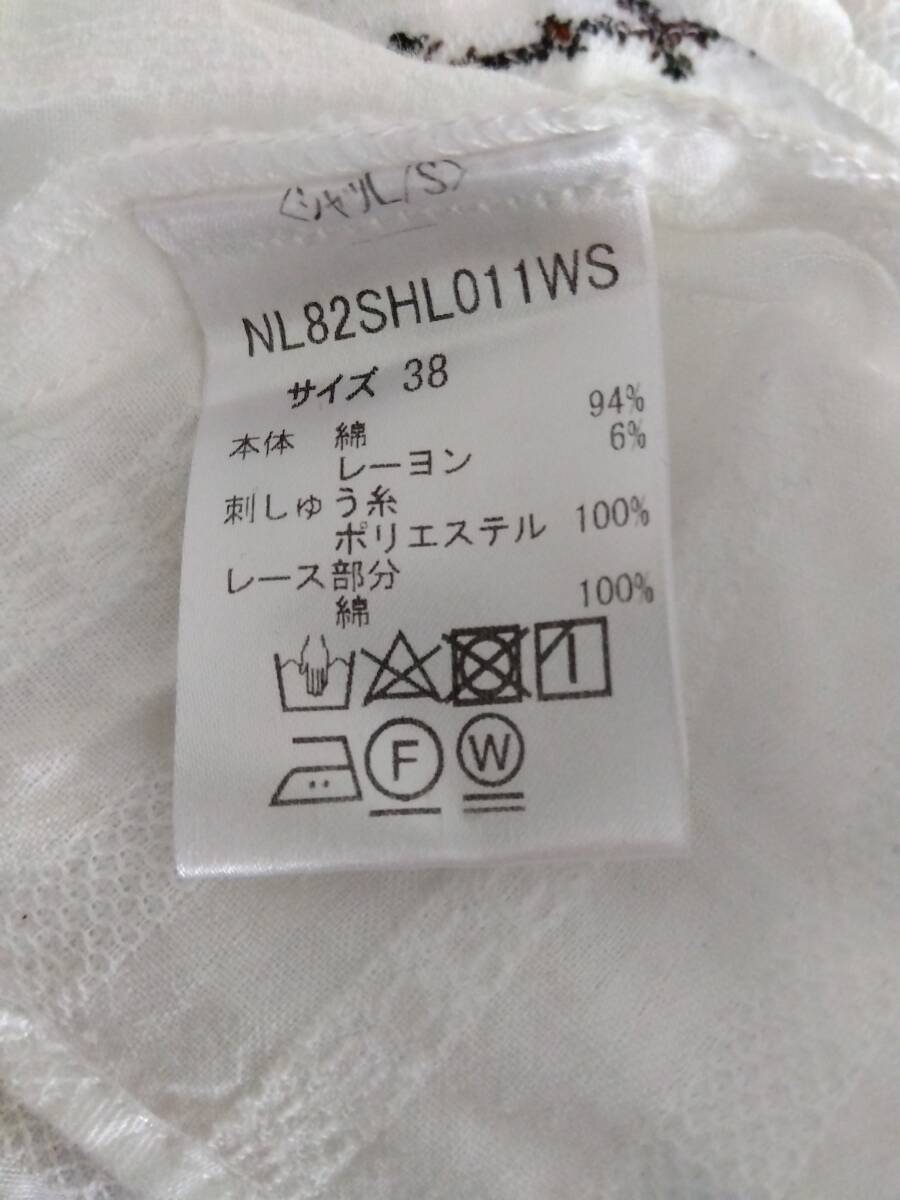 〈シャツL/S〉
NL82SHL011WS
サイズ 38
本体 綿 94%
レーヨン 6%
刺しゅう糸
ポリエステル 100%
レース部分
綿 100%
F W